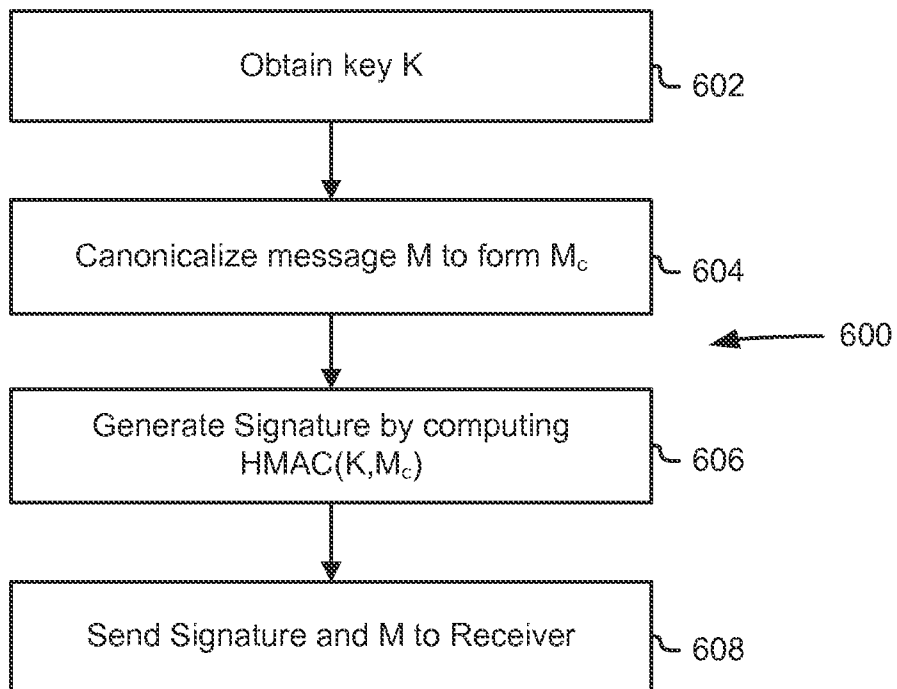 Obtain key K
602
Canonicalize message M to form Mc
604
600
Generate Signature by computing
HMAC(K,Mc)
606
Send Signature and M to Receiver
608